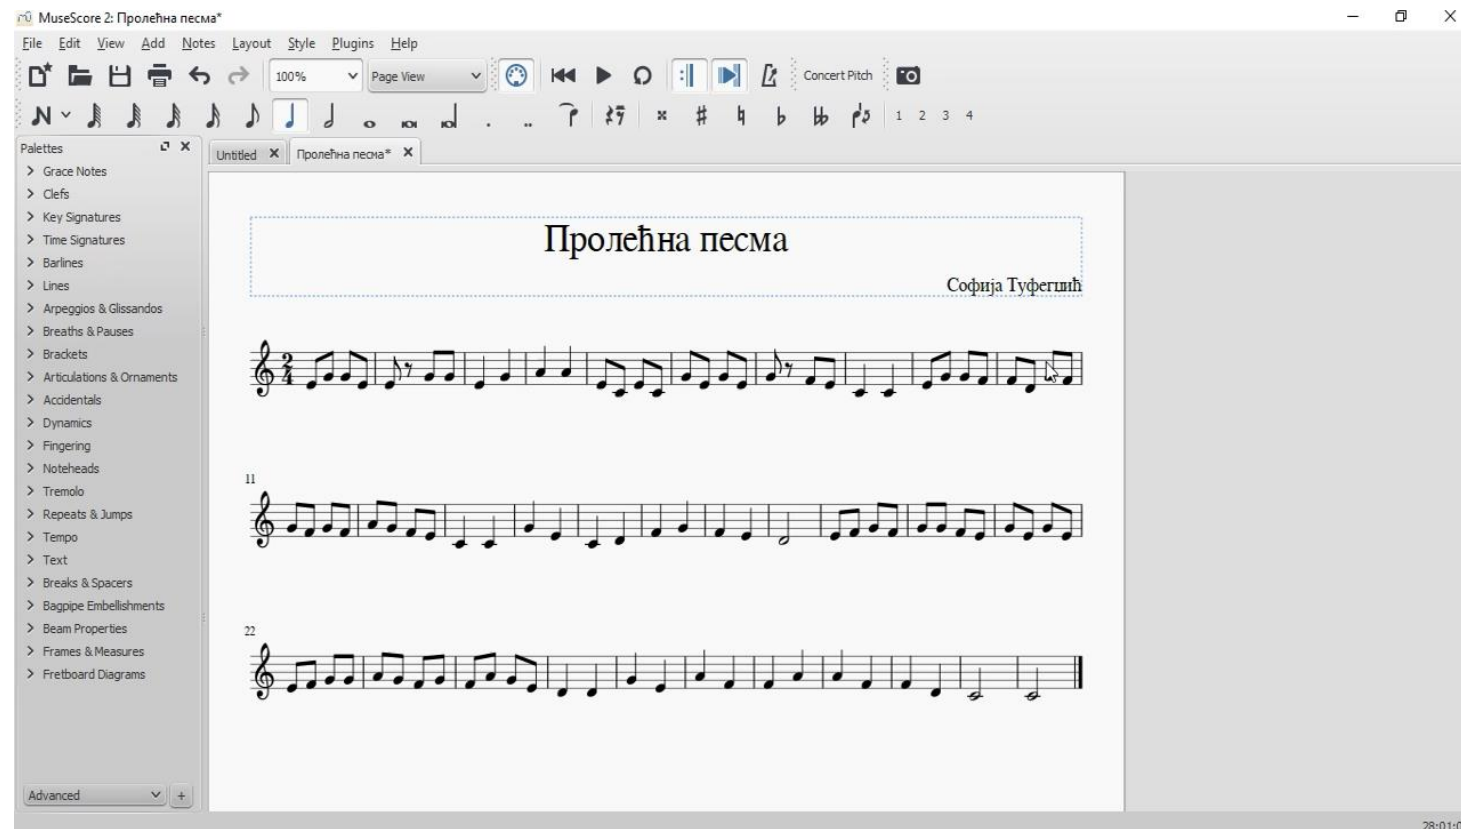 MuseScore 2: Пролећна песма*
File Edit View Add Notes Layout Style Plugins Help
100% Page View Concert Pitch
1 2 3 4
Palettes
Untitled Пролећна песма*
Grace Notes
Clefs
Key Signatures
Time Signatures
Barlines
Lines
Arpeggios & Glissandos
Breaths & Pauses
Brackets
Articulations & Ornaments
Accidentals
Dynamics
Fingering
Noteheads
Tremolo
Repeats & Jumps
Tempo
Text
Breaks & Spacers
Bagpipe Embellishments
Beam Properties
Frames & Measures
Fretboard Diagrams
Advanced +
Пролећна песма
Софија Туфегџић
2
4
11
22